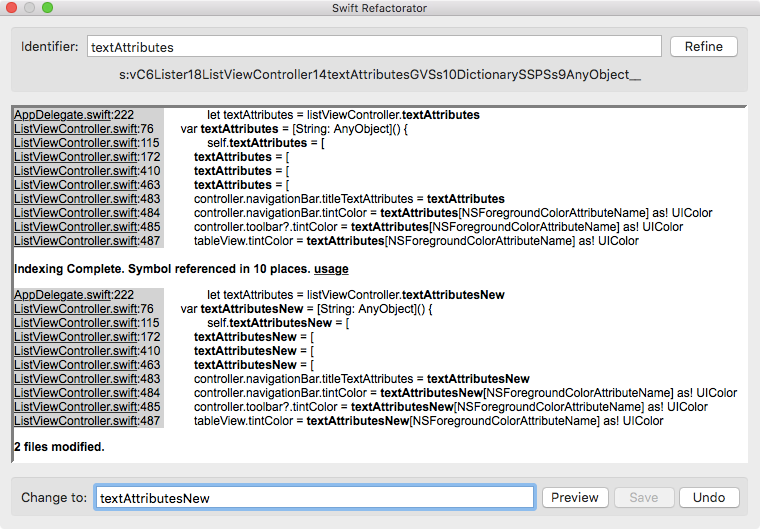 Swift Refactorator
Identifier: textAttributes Refine
s:vC6Lister18ListViewController14textAttributesGVSs10DictionarySSPSs9AnyObject__
AppDelegate.swift:222 let textAttributes = listViewController.textAttributes
ListViewController.swift:76 var textAttributes = [String: AnyObject]() {
ListViewController.swift:115 self.textAttributes = [
ListViewController.swift:172 textAttributes = [
ListViewController.swift:410 textAttributes = [
ListViewController.swift:463 textAttributes = [
ListViewController.swift:483 controller.navigationBar.titleTextAttributes = textAttributes
ListViewController.swift:484 controller.navigationBar.tintColor = textAttributes[NSForegroundColorAttributeName] as! UIColor
ListViewController.swift:485 controller.toolbar?.tintColor = textAttributes[NSForegroundColorAttributeName] as! UIColor
ListViewController.swift:487 tableView.tintColor = textAttributes[NSForegroundColorAttributeName] as! UIColor
Indexing Complete. Symbol referenced in 10 places. usage
AppDelegate.swift:222 let textAttributes = listViewController.textAttributesNew
ListViewController.swift:76 var textAttributesNew = [String: AnyObject]() {
ListViewController.swift:115 self.textAttributesNew = [
ListViewController.swift:172 textAttributesNew = [
ListViewController.swift:410 textAttributesNew = [
ListViewController.swift:463 textAttributesNew = [
ListViewController.swift:483 controller.navigationBar.titleTextAttributes = textAttributesNew
ListViewController.swift:484 controller.navigationBar.tintColor = textAttributesNew[NSForegroundColorAttributeName] as! UIColor
ListViewController.swift:485 controller.toolbar?.tintColor = textAttributesNew[NSForegroundColorAttributeName] as! UIColor
ListViewController.swift:487 tableView.tintColor = textAttributesNew[NSForegroundColorAttributeName] as! UIColor
2 files modified.
Change to: textAttributesNew Preview Save Undo